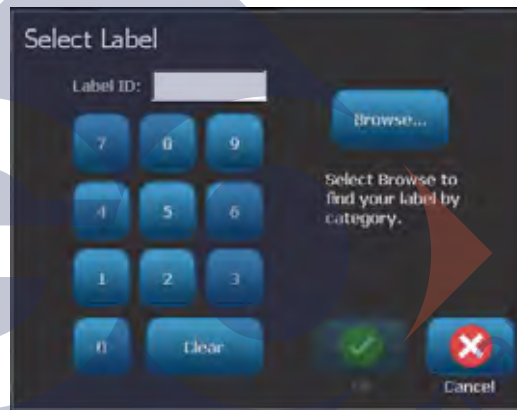 Select Label
Label ID:
Browse...
7 8 9
Select Browse to
find your label by
category.
4 5 6
1 2 3
0 Clear
Cancel